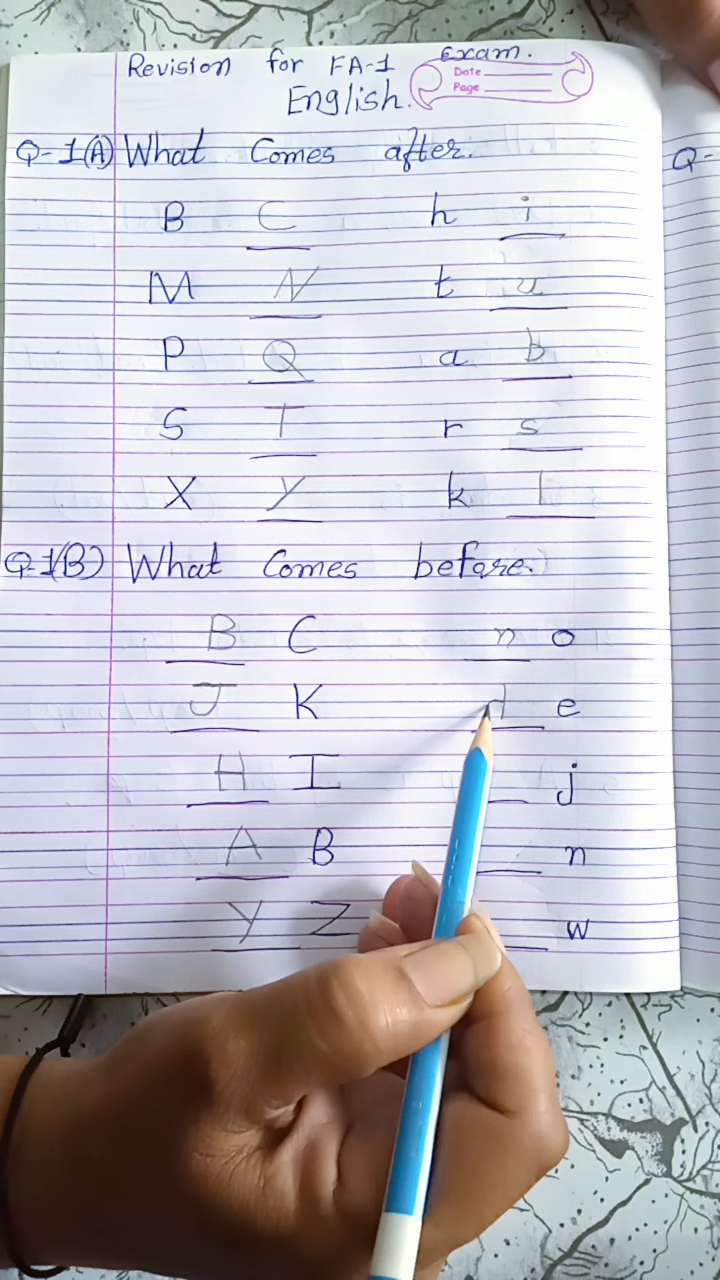 Revision for FA-1 Exam.
Date
Page
English.
Q-1(A) What Comes after.
B C h i
M N t u
P Q a b
S T r s
X Y k l
Q-1(B) What Comes before.
B C n o
J K d e
H I j
A B n
Y Z w
Q-